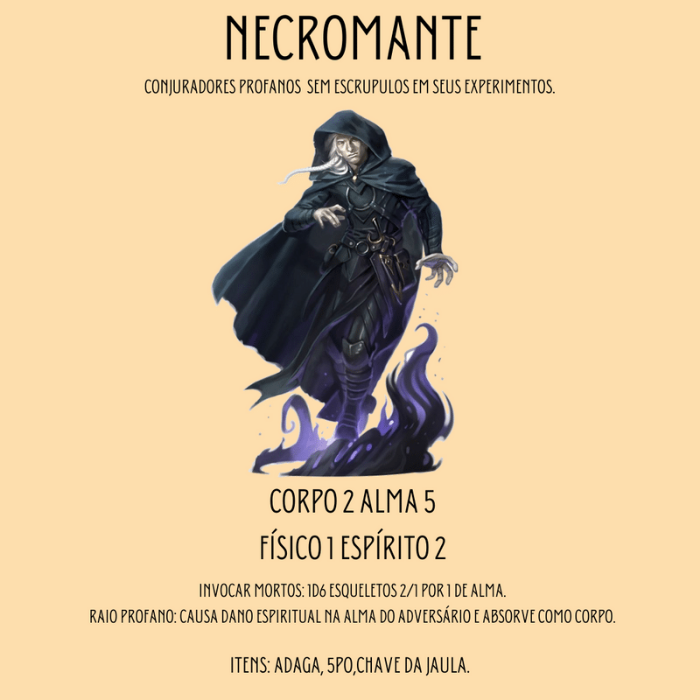 NECROMANTE
CONJURADORES PROFANOS SEM ESCRUPULOS EM SEUS EXPERIMENTOS.
CORPO 2 ALMA 5
FÍSICO 1 ESPÍRITO 2
INVOCAR MORTOS: 1D6 ESQUELETOS 2/1 POR 1 DE ALMA.
RAIO PROFANO: CAUSA DANO ESPIRITUAL NA ALMA DO ADVERSÁRIO E ABSORVE COMO CORPO.
ITENS: ADAGA, 5PO,CHAVE DA JAULA.